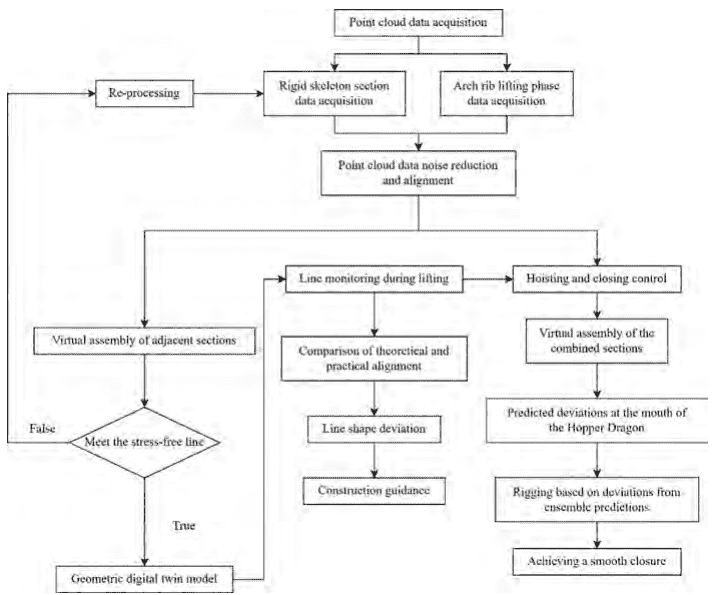 Point cloud data acquisition
Re-processing
Rigid skeleton section
data acquisition
Arch rib lifting phase
data acquisition
Point cloud data noise reduction
and alignment
Line monitoring during lifting
Hoisting and closing control
Virtual assembly of adjacent sections
Comparison of theoretical and
practical alignment
Virtual assembly of the
combined sections
False
Meet the stress-free line
Line shape deviation
Predicted deviations at the mouth of
the Hopper Dragon
Construction guidance
Rigging based on deviations from
ensemble predictions
True
Geometric digital twin model
Achieving a smooth closure